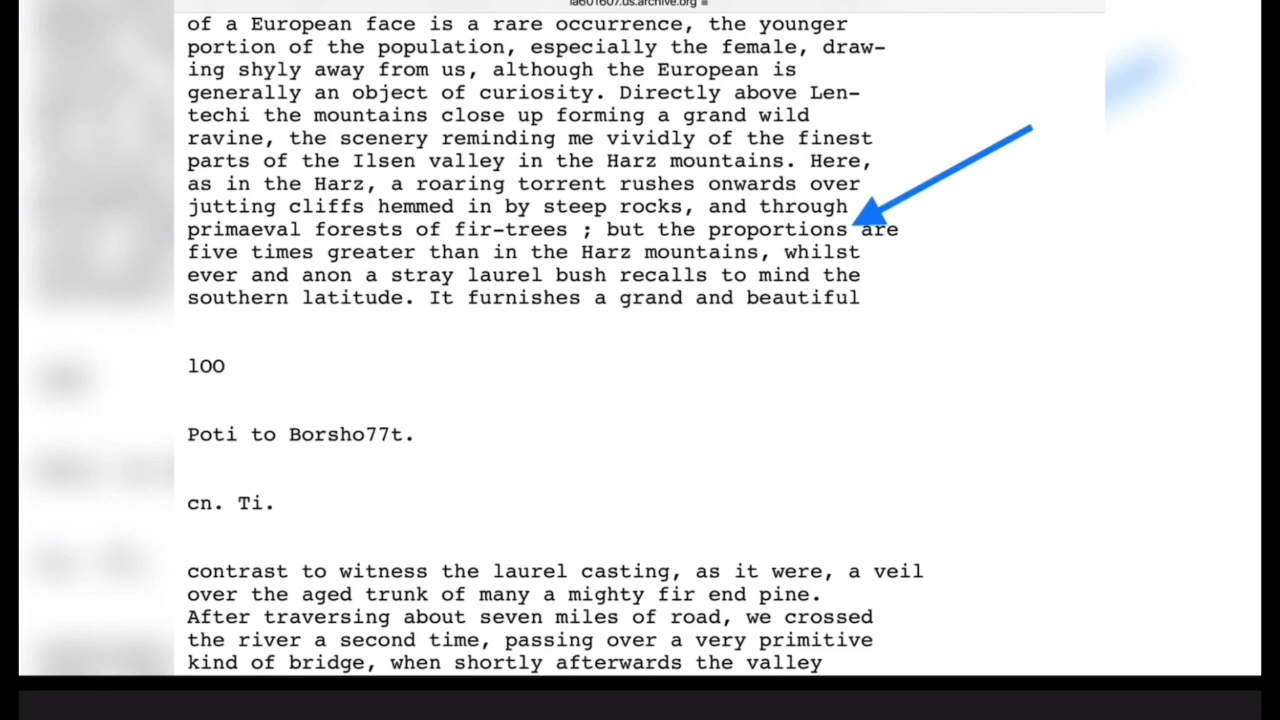 ia601607.us.archive.org
of a European face is a rare occurrence, the younger
portion of the population, especially the female, draw-
ing shyly away from us, although the European is
generally an object of curiosity. Directly above Len-
techi the mountains close up forming a grand wild
ravine, the scenery reminding me vividly of the finest
parts of the Ilsen valley in the Harz mountains. Here,
as in the Harz, a roaring torrent rushes onwards over
jutting cliffs hemmed in by steep rocks, and through
primaeval forests of fir-trees ; but the proportions are
five times greater than in the Harz mountains, whilst
ever and anon a stray laurel bush recalls to mind the
southern latitude. It furnishes a grand and beautiful
lOO
Poti to Borsho77t.
cn. Ti.
contrast to witness the laurel casting, as it were, a veil
over the aged trunk of many a mighty fir end pine.
After traversing about seven miles of road, we crossed
the river a second time, passing over a very primitive
kind of bridge, when shortly afterwards the valley